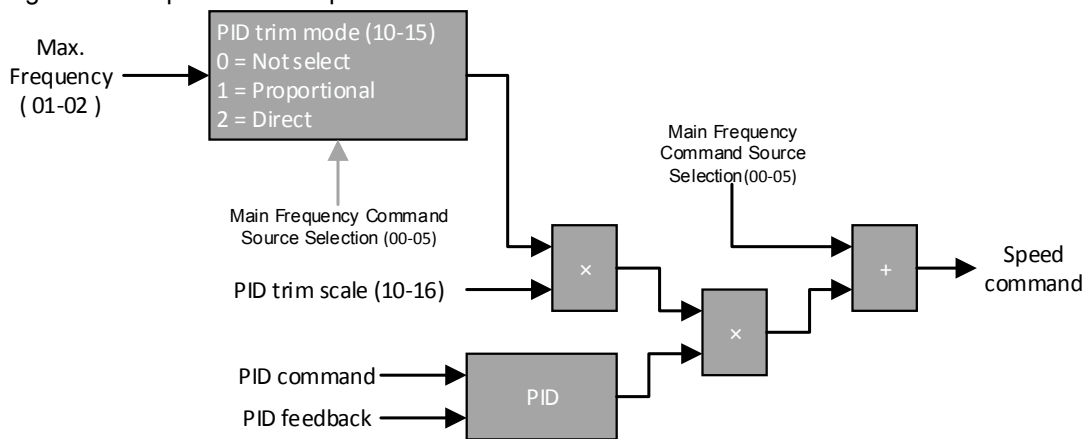 Max.
Frequency
( 01-02 )
PID trim mode (10-15)
0 = Not select
1 = Proportional
2 = Direct
Main Frequency
Command Source
Selection(00-05)
Main Frequency Command
Source Selection (00-05)
×
+
Speed
command
PID trim scale (10-16)
×
PID command
PID
PID feedback